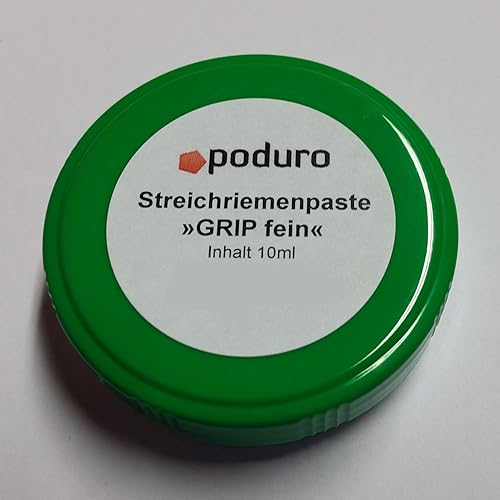 poduro
Streichriemenpaste
»GRIP fein«
Inhalt 10ml